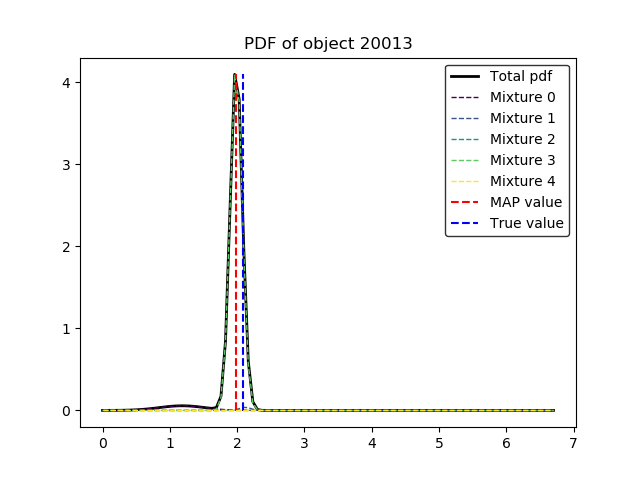 PDF of object 20013
Total pdf
Mixture 0
Mixture 1
Mixture 2
Mixture 3
Mixture 4
MAP value
True value
4
3
2
1
0
0 1 2 3 4 5 6 7